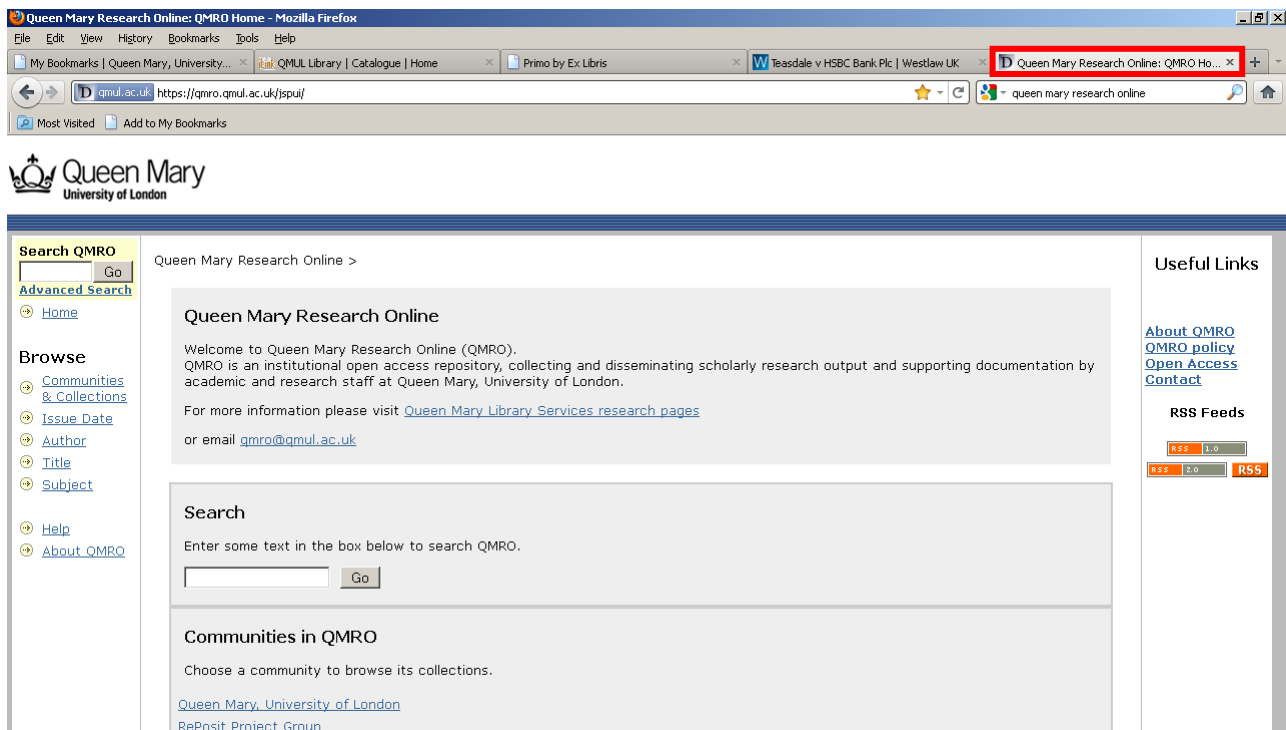 Queen Mary Research Online: QMRO Home - Mozilla Firefox
File Edit View History Bookmarks Tools Help
My Bookmarks | Queen Mary, University... QMUL Library | Catalogue | Home Primo by Ex Libris Teasdale v HSBC Bank Plc | Westlaw UK Queen Mary Research Online: QMRO Ho...
qmul.ac.uk https://qmro.qmul.ac.uk/jspui/ queen mary research online
Most Visited Add to My Bookmarks
Queen Mary
University of London
Search QMRO
Go
Advanced Search
Home
Browse
Communities
& Collections
Issue Date
Author
Title
Subject
Help
About QMRO
Queen Mary Research Online >
Queen Mary Research Online
Welcome to Queen Mary Research Online (QMRO).
QMRO is an institutional open access repository, collecting and disseminating scholarly research output and supporting documentation by
academic and research staff at Queen Mary, University of London.
For more information please visit Queen Mary Library Services research pages
or email qmro@qmul.ac.uk
Search
Enter some text in the box below to search QMRO.
Go
Communities in QMRO
Choose a community to browse its collections.
Queen Mary, University of London
RePosit Project Group
Useful Links
About QMRO
QMRO policy
Open Access
Contact
RSS Feeds
RSS 1.0
RSS 2.0 RSS